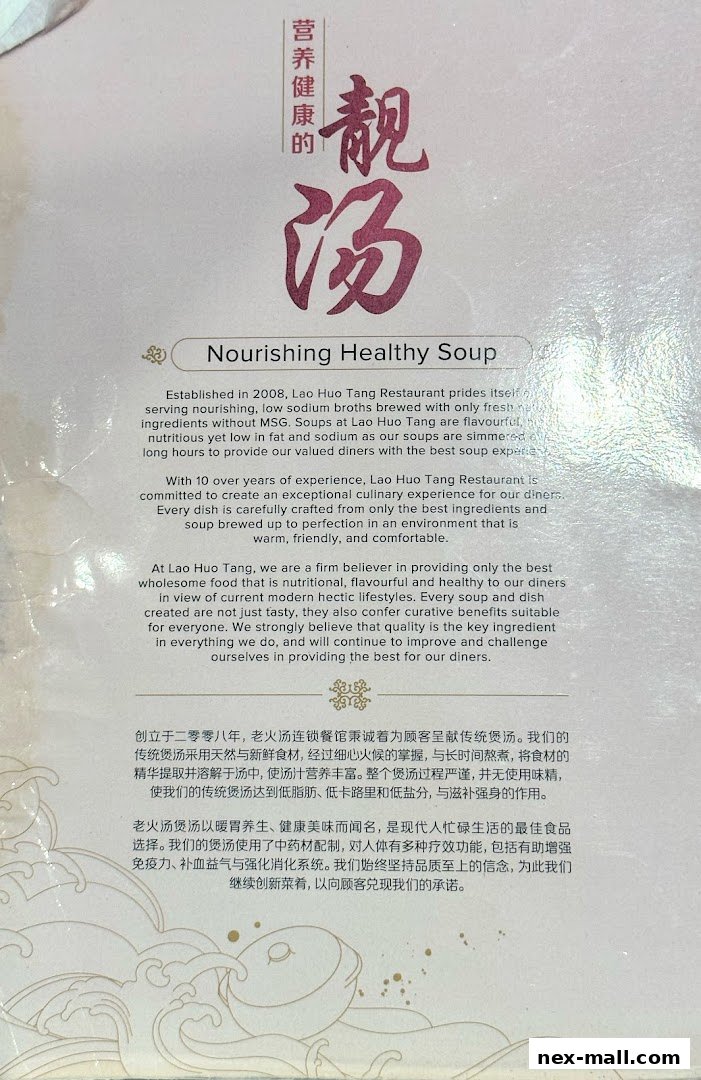 营养健康的
靓
汤
Nourishing Healthy Soup
Established in 2008, Lao Huo Tang Restaurant prides itself
serving nourishing, low sodium broths brewed with only fresh
ingredients without MSG. Soups at Lao Huo Tang are flavourful,
nutritious yet low in fat and sodium as our soups are simmered
long hours to provide our valued diners with the best soup
With 10 over years of experience, Lao Huo Tang Restaurant is
committed to create an exceptional culinary experience for our diners.
Every dish is carefully crafted from only the best ingredients and
soup brewed up to perfection in an environment that is
warm, friendly, and comfortable.
At Lao Huo Tang, we are a firm believer in providing only the best
wholesome food that is nutritional, flavourful and healthy to our diners
in view of current modern hectic lifestyles. Every soup and dish
created are not just tasty, they also confer curative benefits suitable
for everyone. We strongly believe that quality is the key ingredient
in everything we do, and will continue to improve and challenge
ourselves in providing the best for our diners.
创立于二零零八年，老火汤连锁餐馆秉诚着为顾客呈献传统煲汤。我们的
传统煲汤采用天然与新鲜食材，经过细心火候的掌握，与长时间熬煮，将食材的
精华提取并溶解于汤中，使汤汁营养丰富。整个煲汤过程严谨，并无使用味精，
使我们的传统煲汤达到低脂肪、低卡路里和低盐分，与滋补强身的作用。
老火汤煲汤以暖胃养生、健康美味而闻名，是现代人忙碌生活的最佳食品
选择。我们的煲汤使用了中药材配制，对人体有多种疗效功能，包括有助增强
免疫力、补血益气与强化消化系统。我们始终坚持品质至上的信念，为此我们
继续创新菜肴，以向顾客兑现我们的承诺。
nex-mall.com